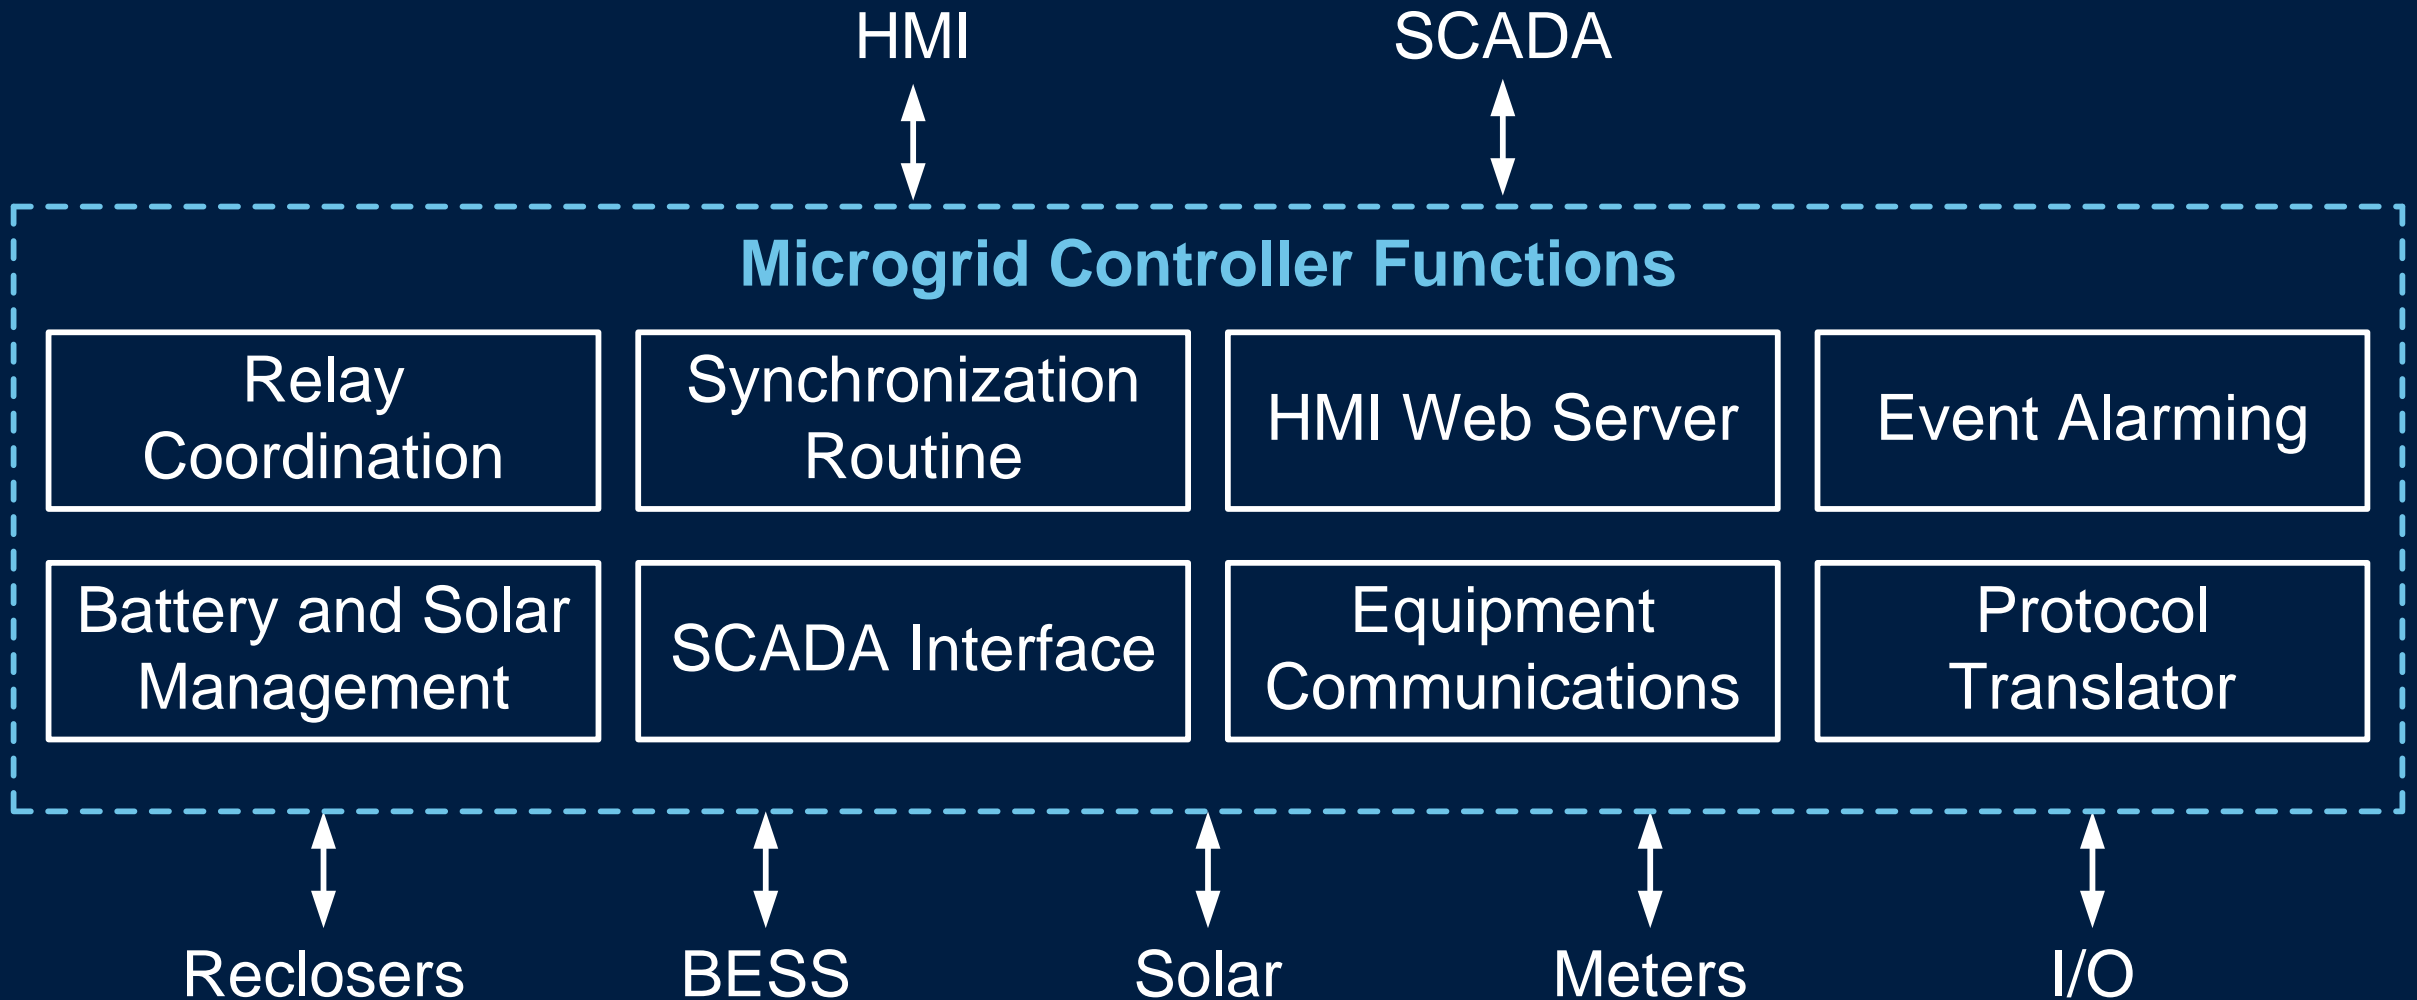 HMI
SCADA
Microgrid Controller Functions
Relay
Coordination
Synchronization
Routine
HMI Web Server
Event Alarming
Battery and Solar
Management
SCADA Interface
Equipment
Communications
Protocol
Translator
Reclosers
BESS
Solar
Meters
I/O